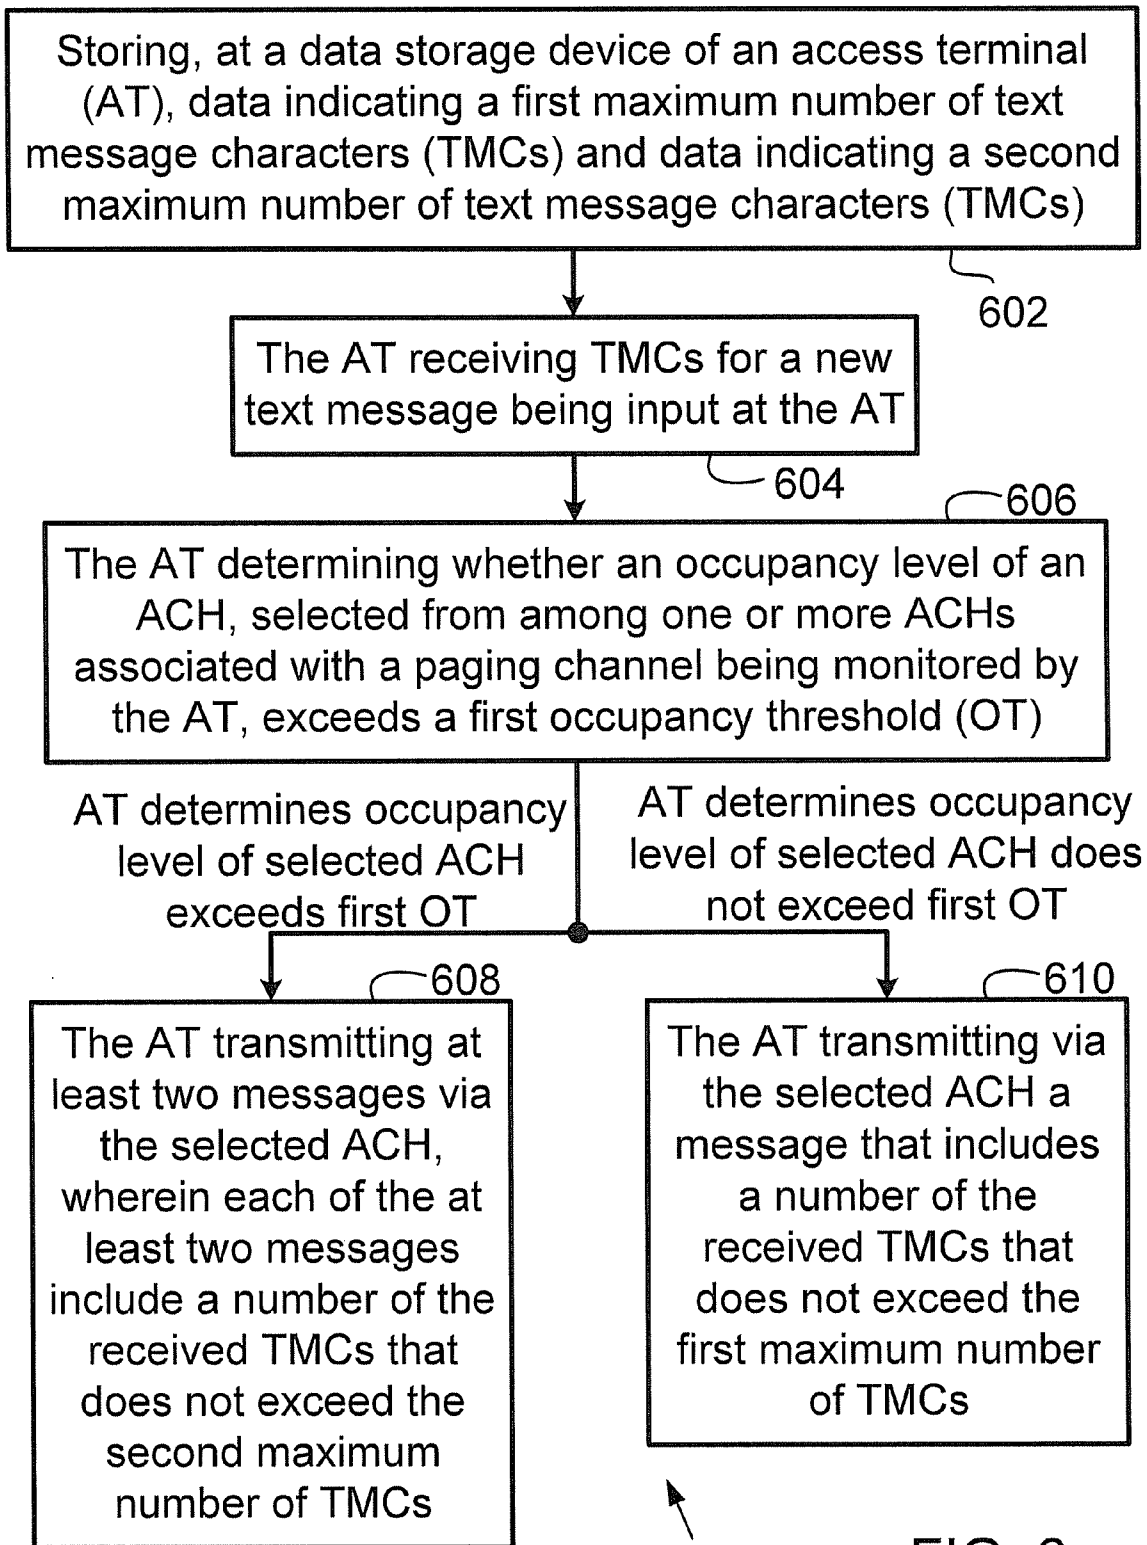 Storing, at a data storage device of an access terminal
(AT), data indicating a first maximum number of text
message characters (TMCs) and data indicating a second
maximum number of text message characters (TMCs)
602
The AT receiving TMCs for a new
text message being input at the AT
604
606
The AT determining whether an occupancy level of an
ACH, selected from among one or more ACHs
associated with a paging channel being monitored by
the AT, exceeds a first occupancy threshold (OT)
AT determines occupancy
level of selected ACH
exceeds first OT
AT determines occupancy
level of selected ACH does
not exceed first OT
608
The AT transmitting at
least two messages via
the selected ACH,
wherein each of the at
least two messages
include a number of the
received TMCs that
does not exceed the
second maximum
number of TMCs
610
The AT transmitting via
the selected ACH a
message that includes
a number of the
received TMCs that
does not exceed the
first maximum number
of TMCs